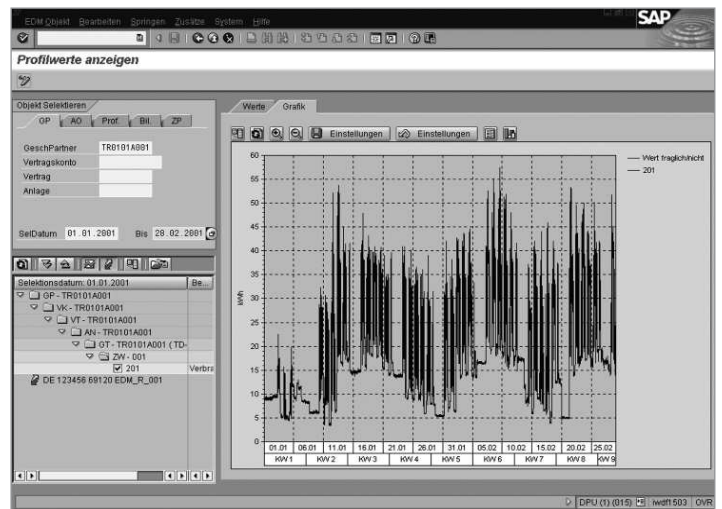 EDM Objekt Bearbeiten Springen Zusätze System Hilfe
SAP
Profilwerte anzeigen
Objekt Selektieren
GP AO Prof. Bil. ZP
GeschPartner TR0101A001
Vertragskonto
Vertrag
Anlage
SelDatum 01.01.2001 Bis 28.02.2001
Selektionsdatum: 01.01.2001 Be...
GP - TR0101A001
VK - TR0101A001
VT - TR0101A001
AN - TR0101A001
GT - TR0101A001 (TD-
ZW - 001
201 Verbra
DE 123456 69120 EDM_R_001
Werte Grafik
Einstellungen Einstellungen
Wert fraglich/nicht
201
kWh
60
55
50
45
40
35
30
25
20
15
10
5
0
01.01 06.01 11.01 16.01 21.01 26.01 31.01 05.02 10.02 15.02 20.02 25.02
KW 1 KW 2 KW 3 KW 4 KW 5 KW 6 KW 7 KW 8 KW 9
DPU (1) (015) iwdf1503 OVR